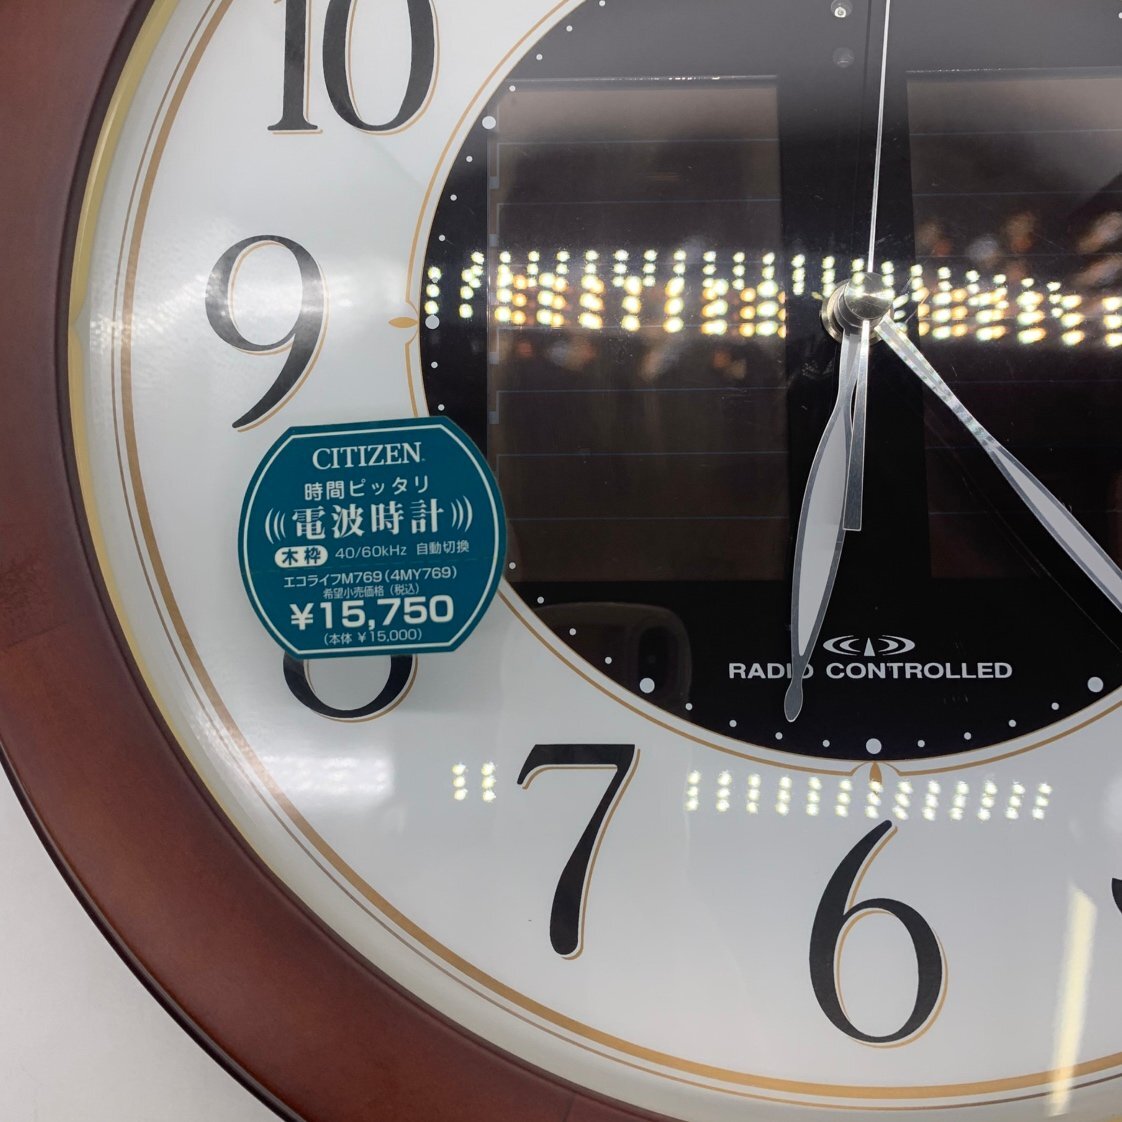 10
9
CITIZEN
時間ピッタリ
電波時計
木枠 40/60kHz 自動切換
エコライフM769(4MY769)
希望小売価格(税込)
¥15,750
(本体 ¥15,000)
RADIO CONTROLLED
8
7
6